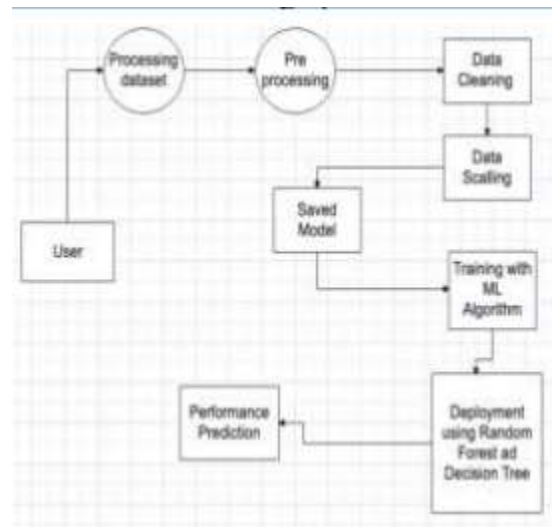 Processing
dataset
Pre
processing
Data
Cleaning
Data
Scalling
Saved
Model
User
Training with
ML
Algorithm
Performance
Prediction
Deployment
using Random
Forest ad
Decision Tree